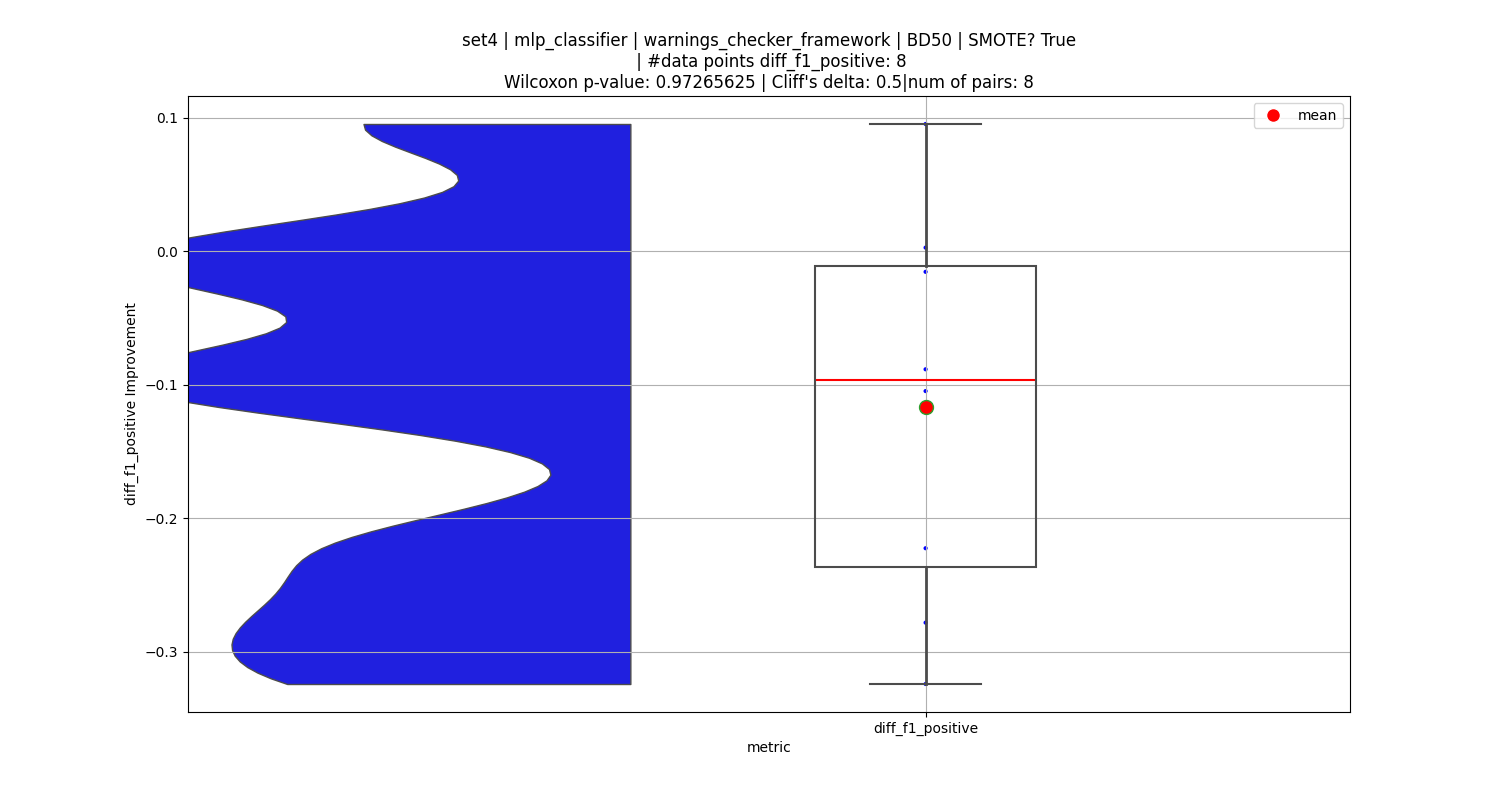 set4 | mlp_classifier | warnings_checker_framework | BD50 | SMOTE? True
| #data points diff_f1_positive: 8
Wilcoxon p-value: 0.97265625 | Cliff's delta: 0.5|num of pairs: 8
mean
0.1
0.0
−0.1
−0.2
−0.3
diff_f1_positive Improvement
diff_f1_positive
metric